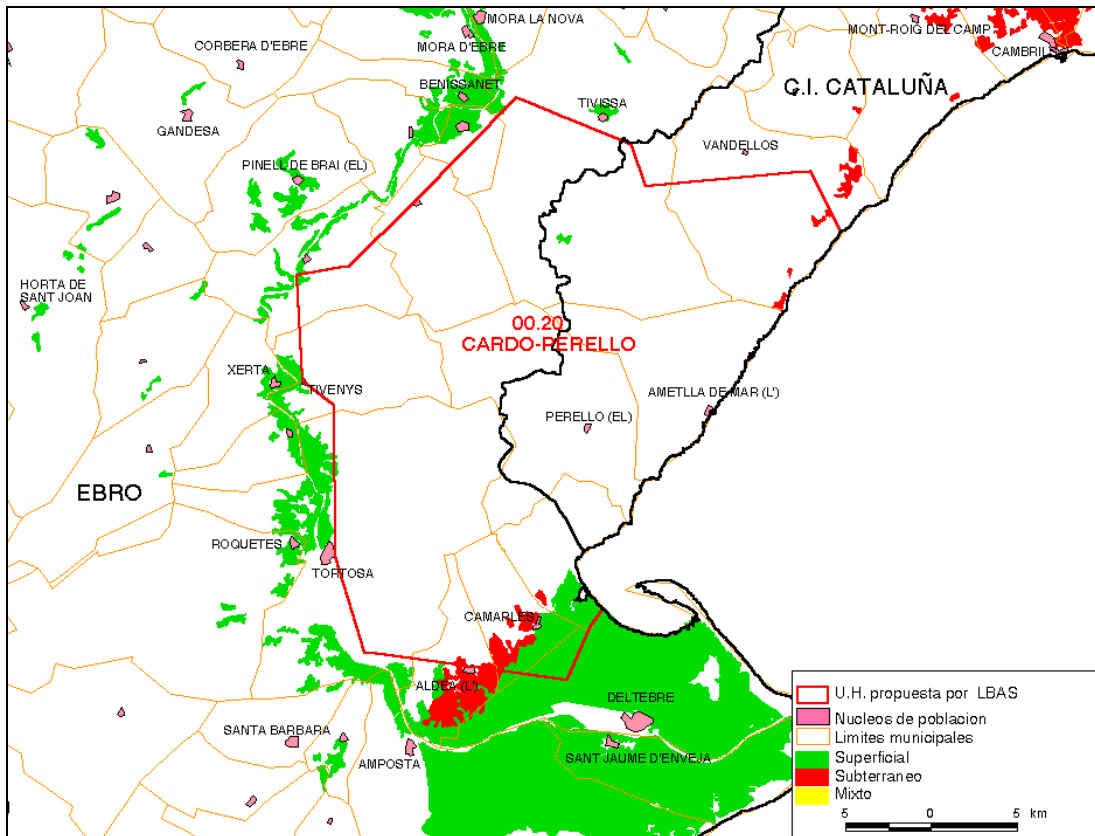 MORA LA NOVA
MONT-ROIG DEL CAMP
MORA D'EBRE
CORBERA D'EBRE
CAMBRILS
BENISSANET
C.I. CATALUÑA
TIVISSA
GANDESA
VANDELLOS
PINELL DE BRAI (EL)
HORTA DE
SANT JOAN
00.20
CARDO-PERELLO
XERTA
TIVENYS
AMETLLA DE MAR (L')
PERELLO (EL)
EBRO
ROQUETES
TORTOSA
CAMARLES
ALDEA (L')
DELTEBRE
SANTA BARBARA
AMPOSTA
SANT JAUME D'ENVEJA
U.H. propuesta por LBAS
Nucleos de poblacion
Limites municipales
Superficial
Subterraneo
Mixto
5 0 5 km